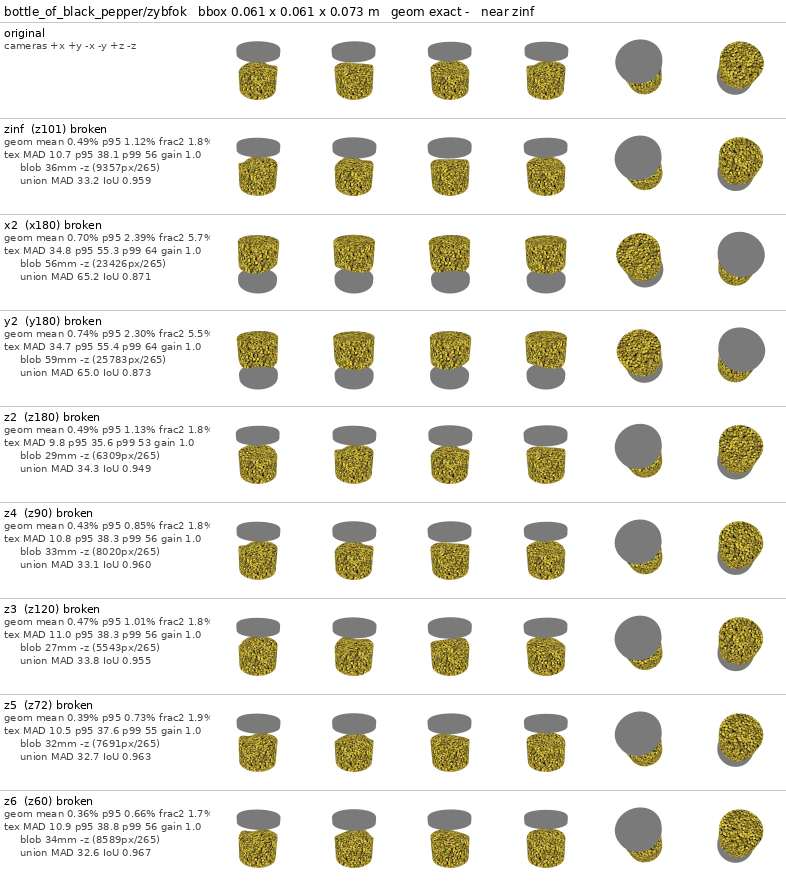 bottle_of_black_pepper/zybfok bbox 0.061 x 0.061 x 0.073 m geom exact - near zinf
original
cameras +x +y -x -y +z -z
zinf (z101) broken
geom mean 0.49% p95 1.12% frac2 1.8%
tex MAD 10.7 p95 38.1 p99 56 gain 1.0
blob 36mm -z (9357px/265)
union MAD 33.2 IoU 0.959
x2 (x180) broken
geom mean 0.70% p95 2.39% frac2 5.7%
tex MAD 34.8 p95 55.3 p99 64 gain 1.0
blob 56mm -z (23426px/265)
union MAD 65.2 IoU 0.871
y2 (y180) broken
geom mean 0.74% p95 2.30% frac2 5.5%
tex MAD 34.7 p95 55.4 p99 64 gain 1.0
blob 59mm -z (25783px/265)
union MAD 65.0 IoU 0.873
z2 (z180) broken
geom mean 0.49% p95 1.13% frac2 1.8%
tex MAD 9.8 p95 35.6 p99 53 gain 1.0
blob 29mm -z (6309px/265)
union MAD 34.3 IoU 0.949
z4 (z90) broken
geom mean 0.43% p95 0.85% frac2 1.8%
tex MAD 10.8 p95 38.3 p99 56 gain 1.0
blob 33mm -z (8020px/265)
union MAD 33.1 IoU 0.960
z3 (z120) broken
geom mean 0.47% p95 1.01% frac2 1.8%
tex MAD 11.0 p95 38.3 p99 56 gain 1.0
blob 27mm -z (5543px/265)
union MAD 33.8 IoU 0.955
z5 (z72) broken
geom mean 0.39% p95 0.73% frac2 1.9%
tex MAD 10.5 p95 37.6 p99 55 gain 1.0
blob 32mm -z (7691px/265)
union MAD 32.7 IoU 0.963
z6 (z60) broken
geom mean 0.36% p95 0.66% frac2 1.7%
tex MAD 10.9 p95 38.8 p99 56 gain 1.0
blob 34mm -z (8589px/265)
union MAD 32.6 IoU 0.967